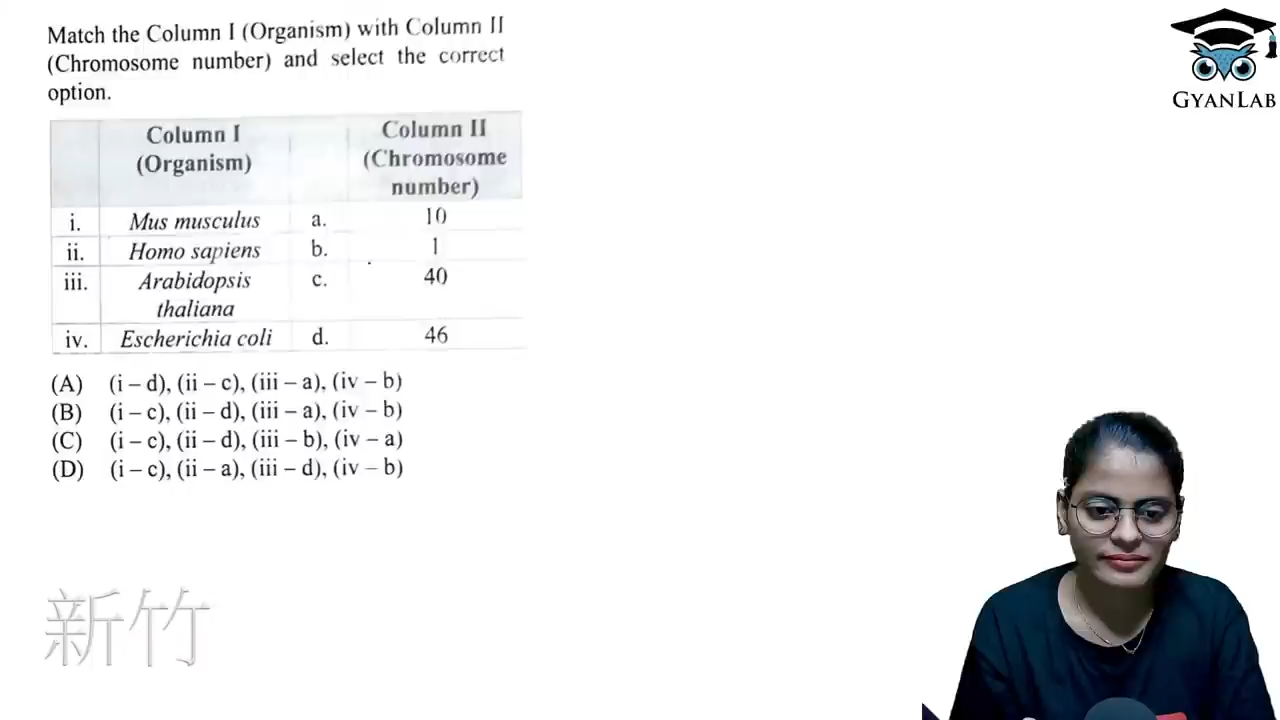 Match the Column I (Organism) with Column II
(Chromosome number) and select the correct
option.
Column I
(Organism)
Column II
(Chromosome
number)
i. Mus musculus a. 10
ii. Homo sapiens b. 1
iii. Arabidopsis
thaliana c. 40
iv. Escherichia coli d. 46
(A) (i – d), (ii – c), (iii – a), (iv – b)
(B) (i – c), (ii – d), (iii – a), (iv – b)
(C) (i – c), (ii – d), (iii – b), (iv – a)
(D) (i – c), (ii – a), (iii – d), (iv – b)
GYANLAB
新竹